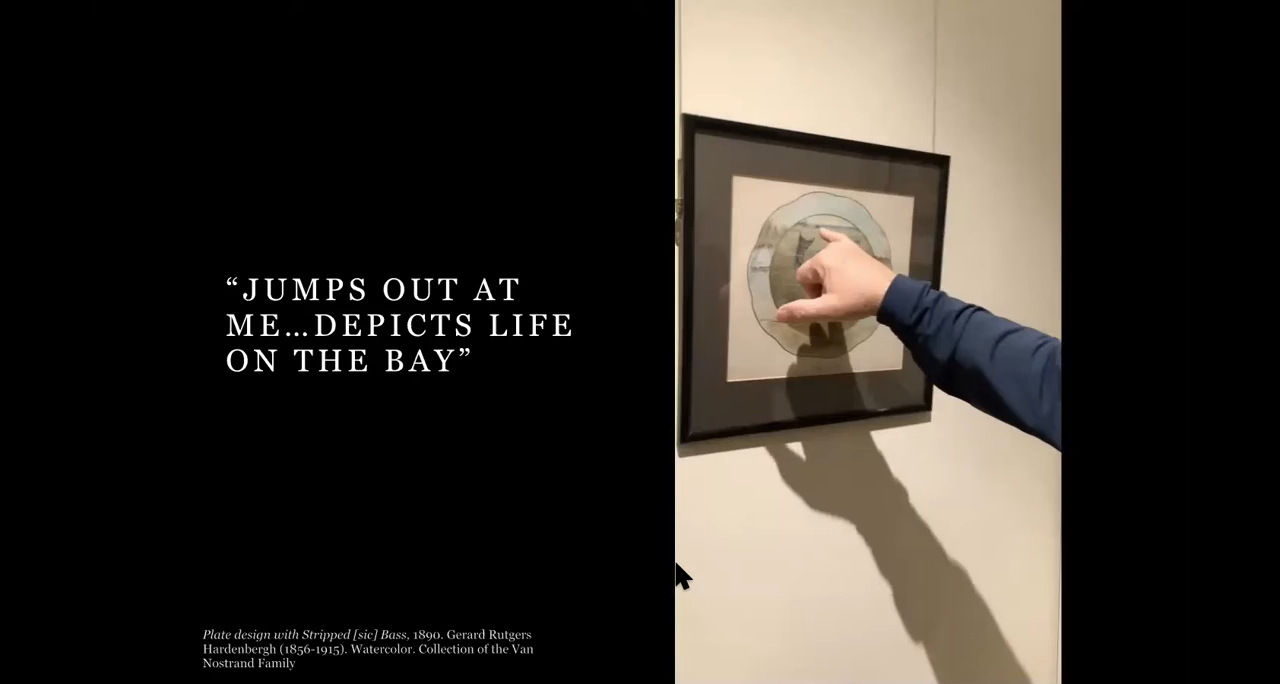 “JUMPS OUT AT
ME…DEPICTS LIFE
ON THE BAY”
Plate design with Stripped [sic] Bass, 1890. Gerard Rutgers
Hardenbergh (1856-1915). Watercolor. Collection of the Van
Nostrand Family